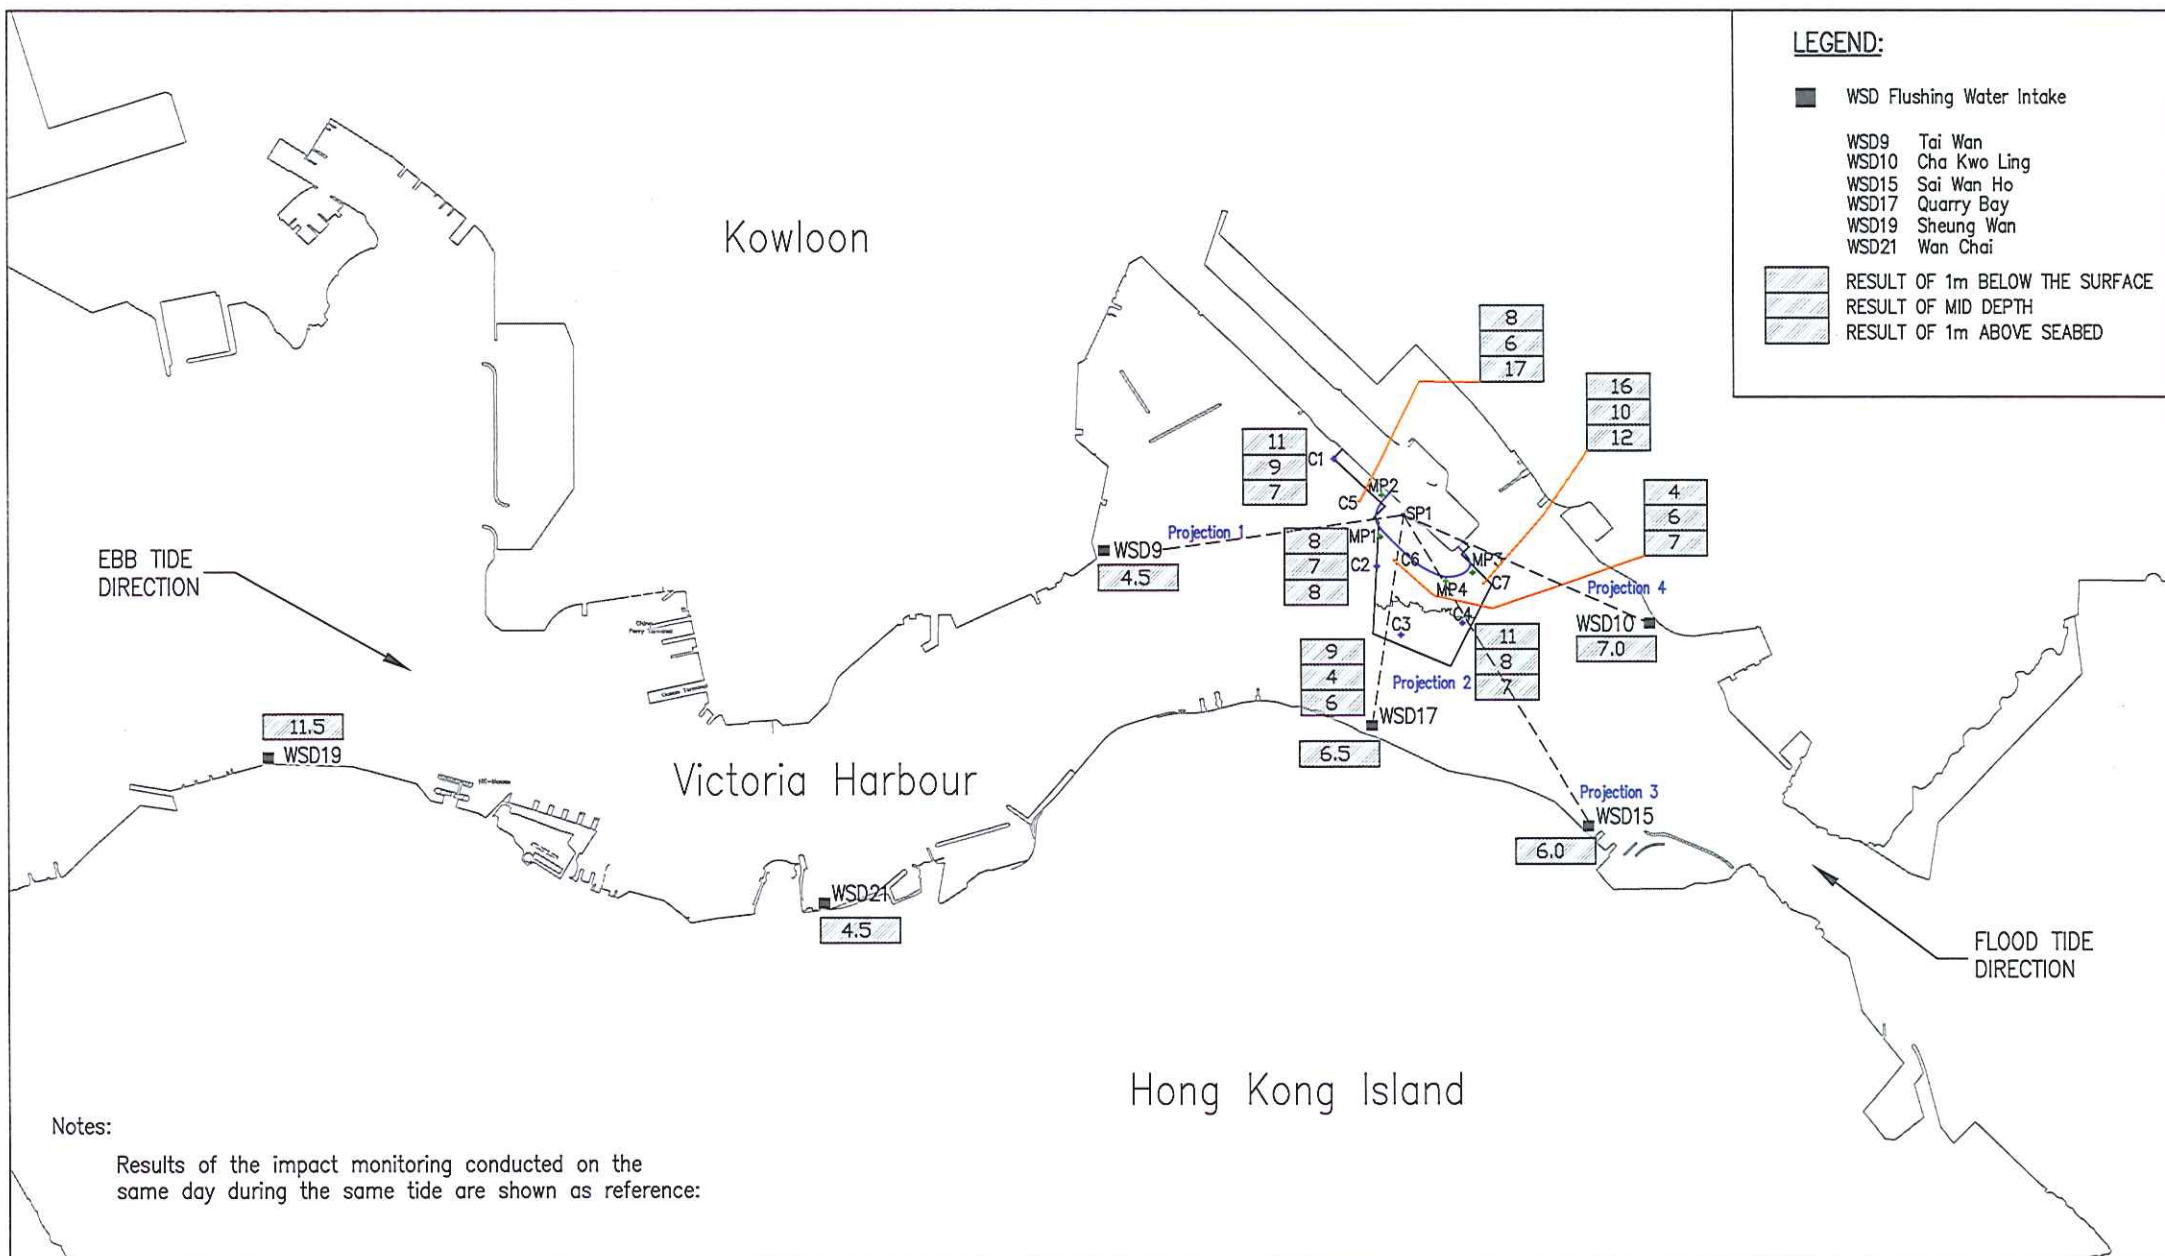 LEGEND:
WSD Flushing Water Intake
WSD9 Tai Wan
WSD10 Cha Kwo Ling
WSD15 Sai Wan Ho
WSD17 Quarry Bay
WSD19 Sheung Wan
WSD21 Wan Chai
RESULT OF 1m BELOW THE SURFACE
RESULT OF MID DEPTH
RESULT OF 1m ABOVE SEABED
Kowloon
8
6
17
16
10
12
11
9
7
C1
MP2
C5
SP1
4
6
7
Projection 1
WSD9
4.5
MP1
8
7
8
C2
C6
MP3
C7
MP4
Projection 4
WSD10
7.0
C4
C3
11
8
7
9
4
6
Projection 2
WSD17
6.5
EBB TIDE
DIRECTION
China
Ferry Terminal
Ocean Terminal
11.5
WSD19
Victoria Harbour
Projection 3
WSD15
6.0
WSD21
4.5
FLOOD TIDE
DIRECTION
Hong Kong Island
Notes:
Results of the impact monitoring conducted on the
same day during the same tide are shown as reference: